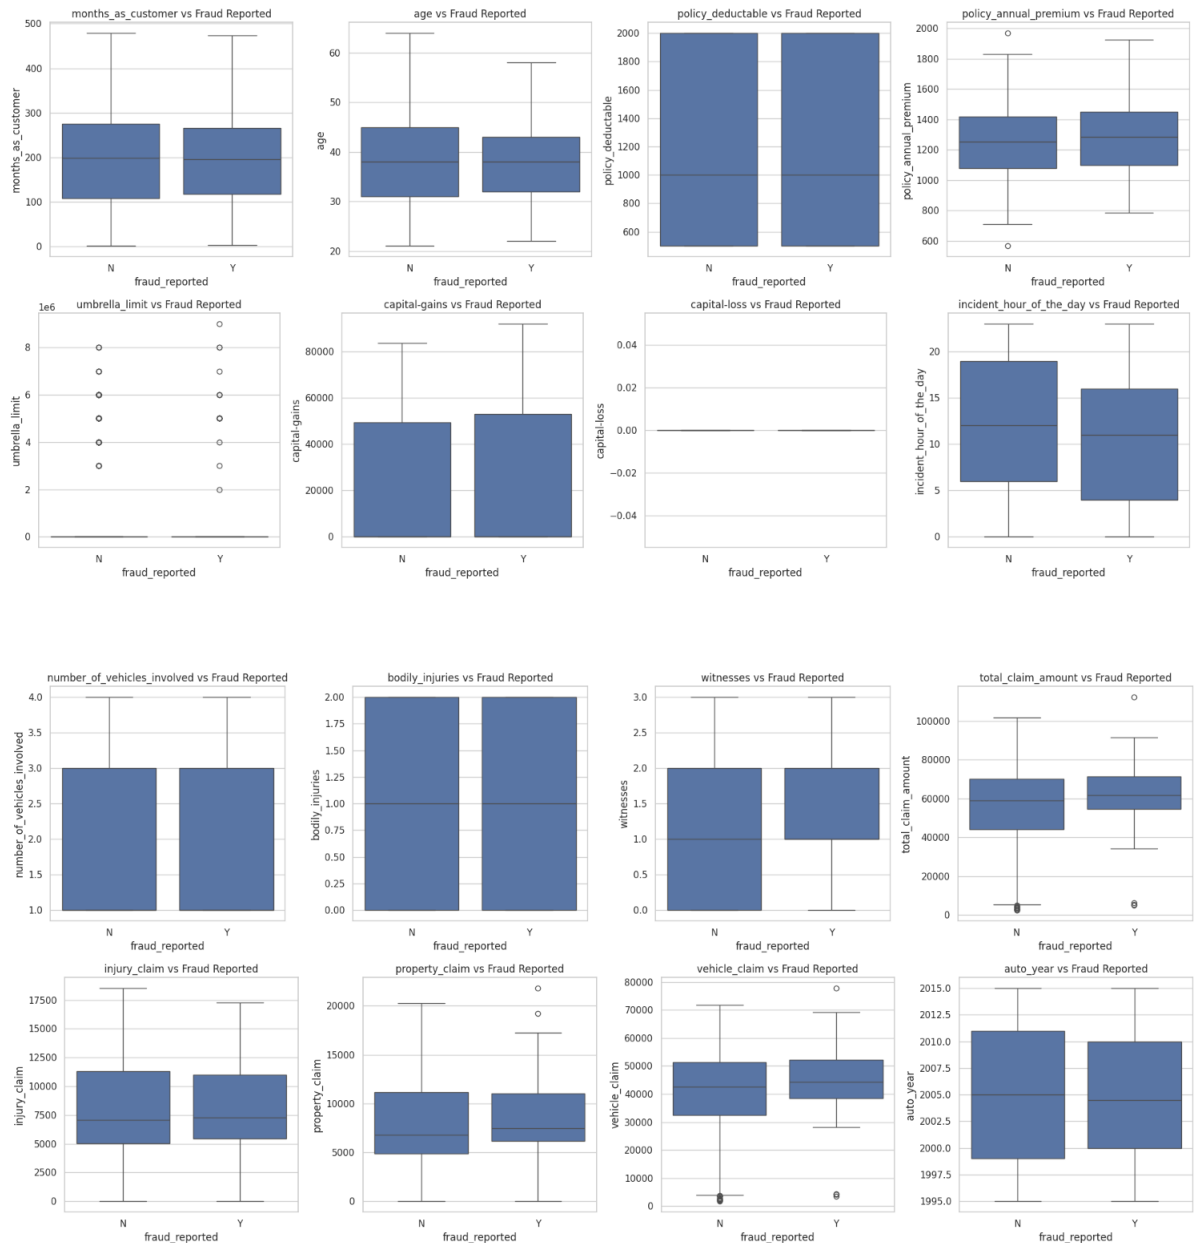 months_as_customer vs Fraud Reported
months_as_customer
500
400
300
200
100
0
N Y
fraud_reported
age vs Fraud Reported
age
60
50
40
30
20
N Y
fraud_reported
policy_deductable vs Fraud Reported
policy_deductable
2000
1800
1600
1400
1200
1000
800
600
N Y
fraud_reported
policy_annual_premium vs Fraud Reported
policy_annual_premium
2000
1800
1600
1400
1200
1000
800
600
N Y
fraud_reported
umbrella_limit vs Fraud Reported
1e6
umbrella_limit
8
6
4
2
0
N Y
fraud_reported
capital-gains vs Fraud Reported
capital-gains
80000
60000
40000
20000
0
N Y
fraud_reported
capital-loss vs Fraud Reported
capital-loss
0.04
0.02
0.00
−0.02
−0.04
N Y
fraud_reported
incident_hour_of_the_day vs Fraud Reported
incident_hour_of_the_day
20
15
10
5
0
N Y
fraud_reported
number_of_vehicles_involved vs Fraud Reported
number_of_vehicles_involved
4.0
3.5
3.0
2.5
2.0
1.5
1.0
N Y
fraud_reported
bodily_injuries vs Fraud Reported
bodily_injuries
2.00
1.75
1.50
1.25
1.00
0.75
0.50
0.25
0.00
N Y
fraud_reported
witnesses vs Fraud Reported
witnesses
3.0
2.5
2.0
1.5
1.0
0.5
0.0
N Y
fraud_reported
total_claim_amount vs Fraud Reported
total_claim_amount
100000
80000
60000
40000
20000
0
N Y
fraud_reported
injury_claim vs Fraud Reported
injury_claim
17500
15000
12500
10000
7500
5000
2500
0
N Y
fraud_reported
property_claim vs Fraud Reported
property_claim
20000
15000
10000
5000
0
N Y
fraud_reported
vehicle_claim vs Fraud Reported
vehicle_claim
80000
70000
60000
50000
40000
30000
20000
10000
0
N Y
fraud_reported
auto_year vs Fraud Reported
auto_year
2015.0
2012.5
2010.0
2007.5
2005.0
2002.5
2000.0
1997.5
1995.0
N Y
fraud_reported